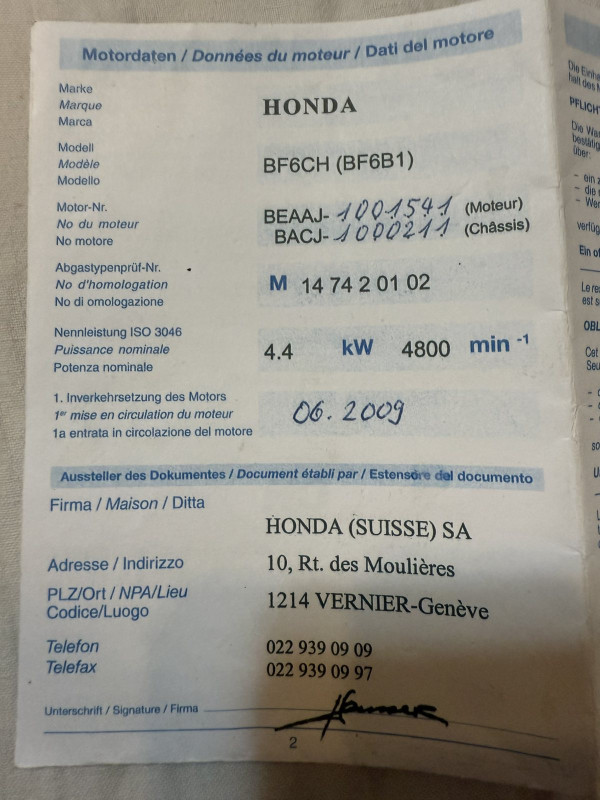 Motordaten / Données du moteur / Dati del motore
Marke
Marque
Marca
HONDA
Modell
Modèle
Modello
BF6CH (BF6B1)
Motor-Nr.
No du moteur
No motore
BEAAJ- 1001541 (Moteur)
BACJ- 1000211 (Châssis)
Abgastypenprüf-Nr.
No d'homologation
No di omologazione
M 14 74 2 01 02
Nennleistung ISO 3046
Puissance nominale
Potenza nominale
4.4 kW 4800 min -1
1. Inverkehrsetzung des Motors
1er mise en circulation du moteur
1a entrata in circolazione del motore
06.2009
Aussteller des Dokumentes / Document établi par / Estensore del documento
Firma / Maison / Ditta
HONDA (SUISSE) SA
Adresse / Indirizzo
10, Rt. des Moulières
PLZ/Ort / NPA/Lieu
Codice/Luogo
1214 VERNIER-Genève
Telefon
022 939 09 09
Telefax
022 939 09 97
Unterschrift / Signature / Firma
2